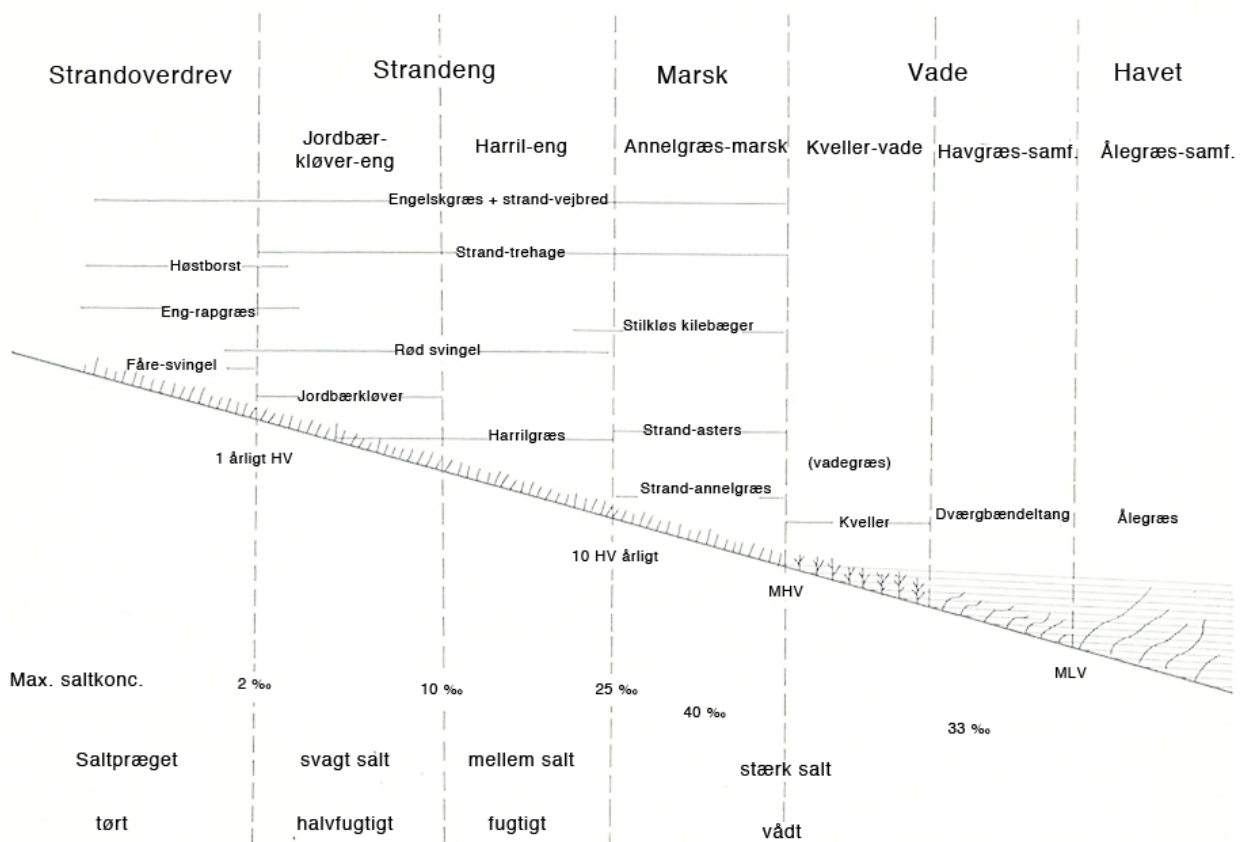 Strandoverdrev
Strandeng
Marsk
Vade
Havet
Jordbær-
kløver-eng
Harril-eng
Annelgræs-marsk
Kveller-vade
Havgræs-samf.
Ålegræs-samf.
Engelskgræs + strand-vejbred
Strand-trehage
Høstborst
Eng-rapgræs
Stilkløs kilebæger
Rød svingel
Fåre-svingel
Jordbærkløver
Harrilgræs
Strand-asters
1 årligt HV
(vadegræs)
Strand-annelgræs
Kveller
Dværgbændeltang
Ålegræs
10 HV årligt
MHV
MLV
Max. saltkonc.
2 ‰
10 ‰
25 ‰
40 ‰
33 ‰
Saltpræget
svagt salt
mellem salt
stærk salt
tørt
halvfugtigt
fugtigt
vådt